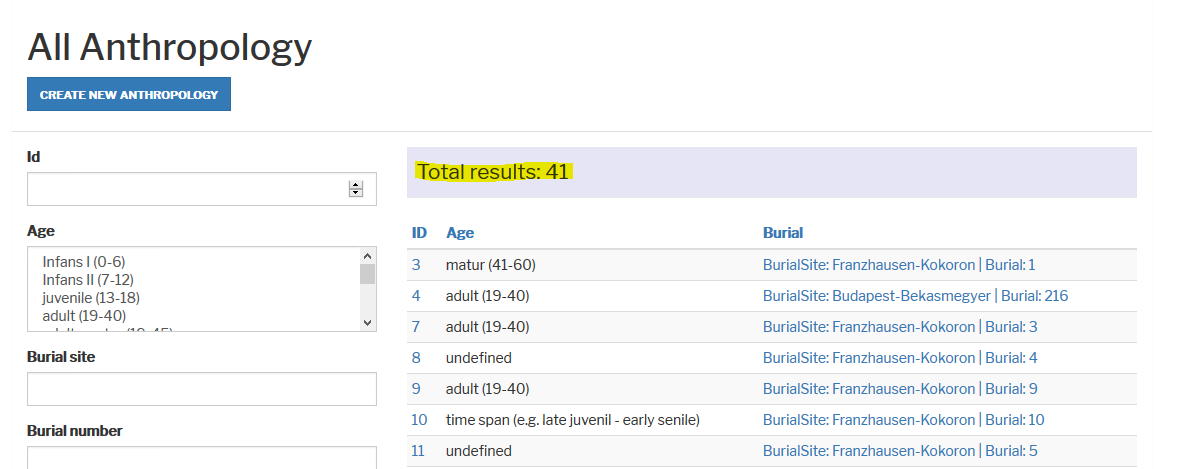 All Anthropology
CREATE NEW ANTHROPOLOGY
Id
Age
Infans I (0-6)
Infans II (7-12)
juvenile (13-18)
adult (19-40)
Burial site
Burial number
Total results: 41
ID Age Burial
3 matur (41-60) BurialSite: Franzhausen-Kokoron | Burial: 1
4 adult (19-40) BurialSite: Budapest-Bekasmegyer | Burial: 216
7 adult (19-40) BurialSite: Franzhausen-Kokoron | Burial: 3
8 undefined BurialSite: Franzhausen-Kokoron | Burial: 4
9 adult (19-40) BurialSite: Franzhausen-Kokoron | Burial: 9
10 time span (e.g. late juvenil - early senile) BurialSite: Franzhausen-Kokoron | Burial: 10
11 undefined BurialSite: Franzhausen-Kokoron | Burial: 5